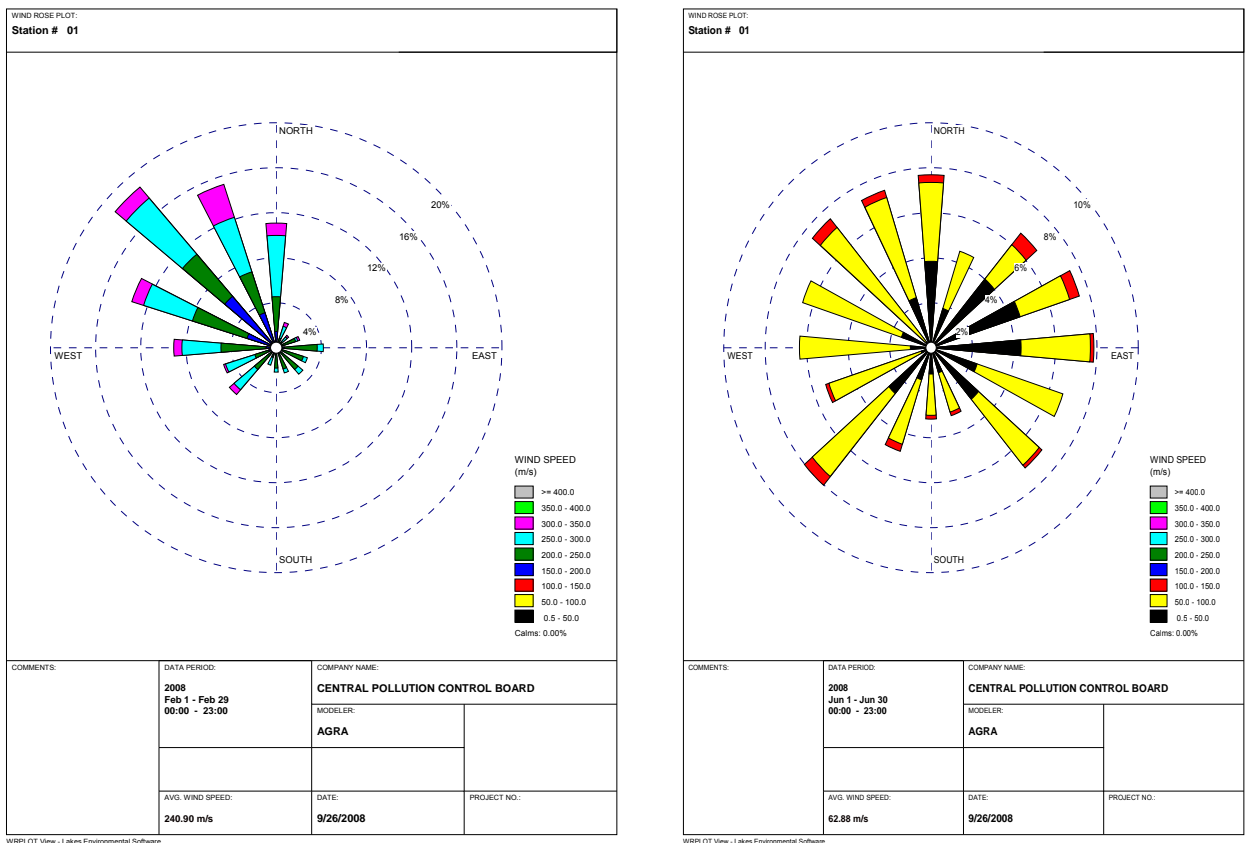 WIND ROSE PLOT:
Station # 01
NORTH
20%
16%
12%
8%
4%
WEST
EAST
SOUTH
WIND SPEED
(m/s)
>= 400.0
350.0 - 400.0
300.0 - 350.0
250.0 - 300.0
200.0 - 250.0
150.0 - 200.0
100.0 - 150.0
50.0 - 100.0
0.5 - 50.0
Calms: 0.00%
COMMENTS:
DATA PERIOD:
2008
Feb 1 - Feb 29
00:00 - 23:00
COMPANY NAME:
CENTRAL POLLUTION CONTROL BOARD
MODELER:
AGRA
AVG. WIND SPEED:
240.90 m/s
DATE:
9/26/2008
PROJECT NO.:
WRPLOT View - Lakes Environmental Software
WIND ROSE PLOT:
Station # 01
NORTH
10%
8%
6%
4%
2%
WEST
EAST
SOUTH
WIND SPEED
(m/s)
>= 400.0
350.0 - 400.0
300.0 - 350.0
250.0 - 300.0
200.0 - 250.0
150.0 - 200.0
100.0 - 150.0
50.0 - 100.0
0.5 - 50.0
Calms: 0.00%
COMMENTS:
DATA PERIOD:
2008
Jun 1 - Jun 30
00:00 - 23:00
COMPANY NAME:
CENTRAL POLLUTION CONTROL BOARD
MODELER:
AGRA
AVG. WIND SPEED:
62.88 m/s
DATE:
9/26/2008
PROJECT NO.:
WRPLOT View - Lakes Environmental Software